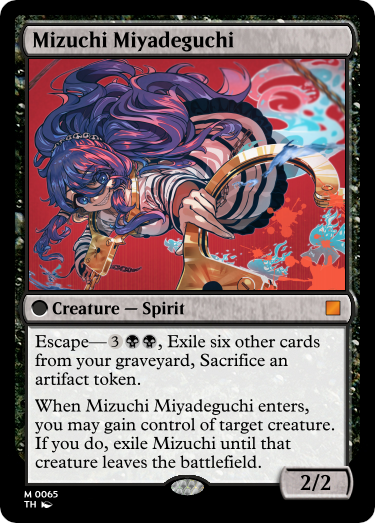 Mizuchi Miyadeguchi
Creature — Spirit
Escape—3, Exile six other cards
from your graveyard, Sacrifice an
artifact token.
When Mizuchi Miyadeguchi enters,
you may gain control of target creature.
If you do, exile Mizuchi until that
creature leaves the battlefield.
2/2
M 0065
TH